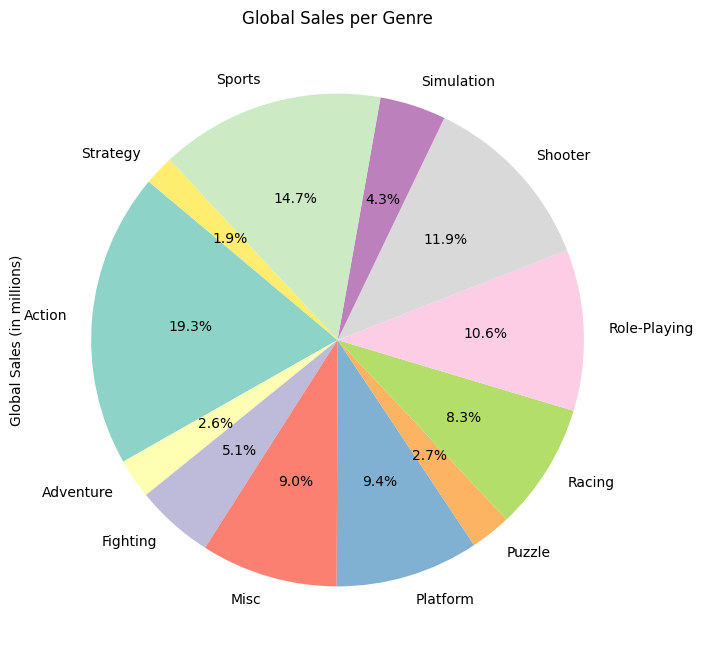 Global Sales per Genre
Sports
Simulation
Strategy
Shooter
14.7%
4.3%
1.9%
11.9%
Global Sales (in millions)
Action
19.3%
10.6%
Role-Playing
2.6%
8.3%
5.1%
2.7%
Adventure
9.0%
9.4%
Racing
Fighting
Puzzle
Misc
Platform